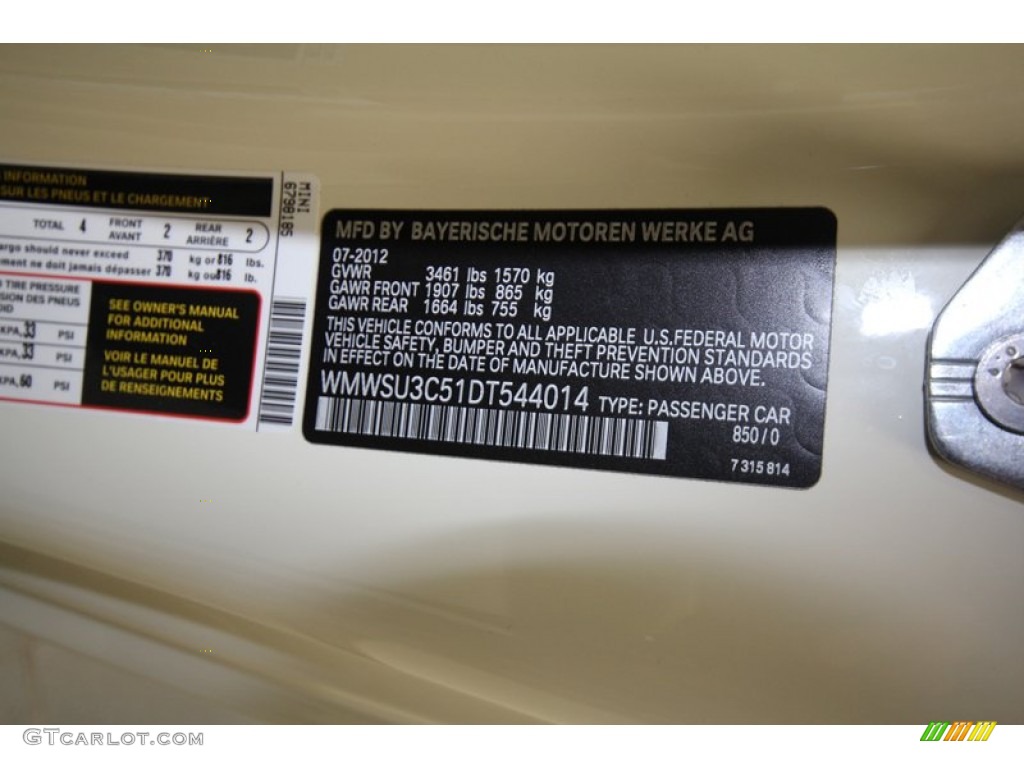 INFORMATION
SUR LES PNEUS ET LE CHARGEMENT
TOTAL 4 FRONT AVANT 2 REAR ARRIÈRE 2
should never exceed 370 kg or 816 lbs.
ne doit jamais dépasser 370 kg ou 816 lb.
TIRE PRESSURE
DES PNEUS
KPA, 33 PSI
KPA, 33 PSI
KPA, 60 PSI
SEE OWNER'S MANUAL
FOR ADDITIONAL
INFORMATION
VOIR LE MANUEL DE
L'USAGER POUR PLUS
DE RENSEIGNEMENTS
MINI
6798185
MFD BY BAYERISCHE MOTOREN WERKE AG
07-2012
GVWR 3461 lbs 1570 kg
GAWR FRONT 1907 lbs 865 kg
GAWR REAR 1664 lbs 755 kg
THIS VEHICLE CONFORMS TO ALL APPLICABLE U.S.FEDERAL MOTOR
VEHICLE SAFETY, BUMPER AND THEFT PREVENTION STANDARDS
IN EFFECT ON THE DATE OF MANUFACTURE SHOWN ABOVE.
WMWSU3C51DT544014 TYPE: PASSENGER CAR
850/0
7 315 814
GTCARLOT.COM